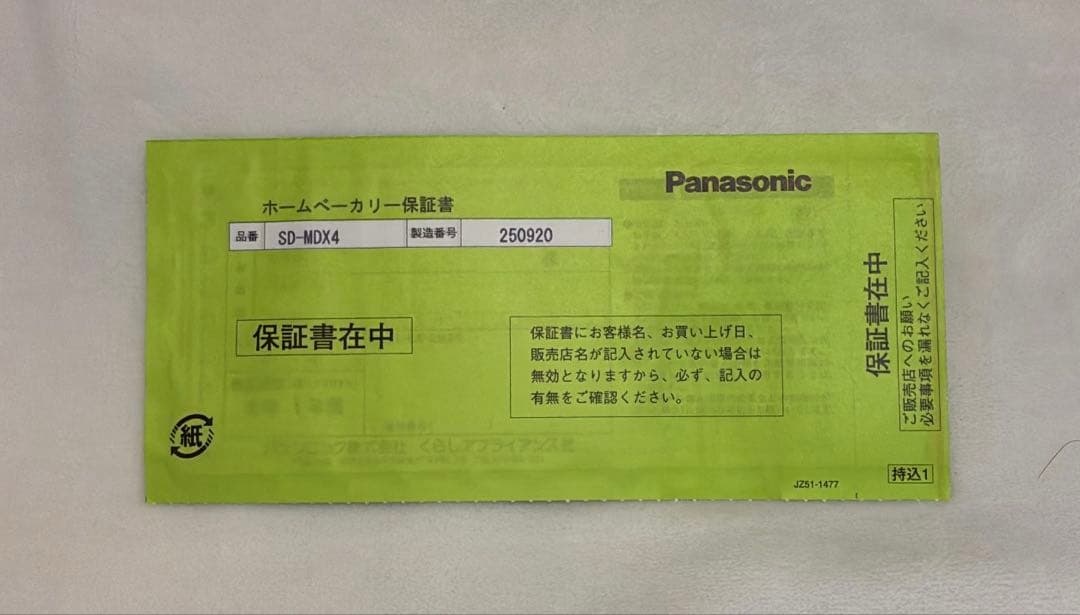 Panasonic
ホームベーカリー保証書
品番 SD-MDX4 製造番号 250920
保証書在中
保証書にお客様名、お買い上げ日、
販売店名が記入されていない場合は
無効となりますから、必ず、記入の
有無をご確認ください。
保証書在中
ご販売店へのお願い
必要事項を漏れなくご記入ください
紙
持込1
JZ51-1477